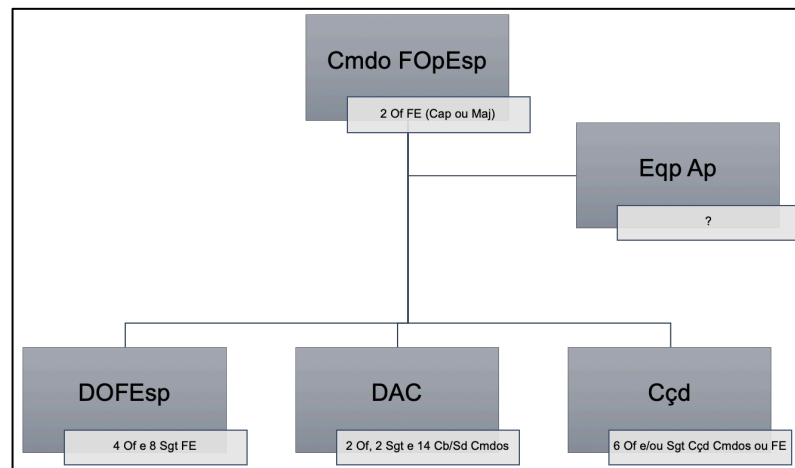 Cmdo FOpEsp
2 Of FE (Cap ou Maj)
Eqp Ap
?
DOFEsp
4 Of e 8 Sgt FE
DAC
2 Of, 2 Sgt e 14 Cb/Sd Cmdos
Cçd
6 Of e/ou Sgt Cçd Cmdos ou FE